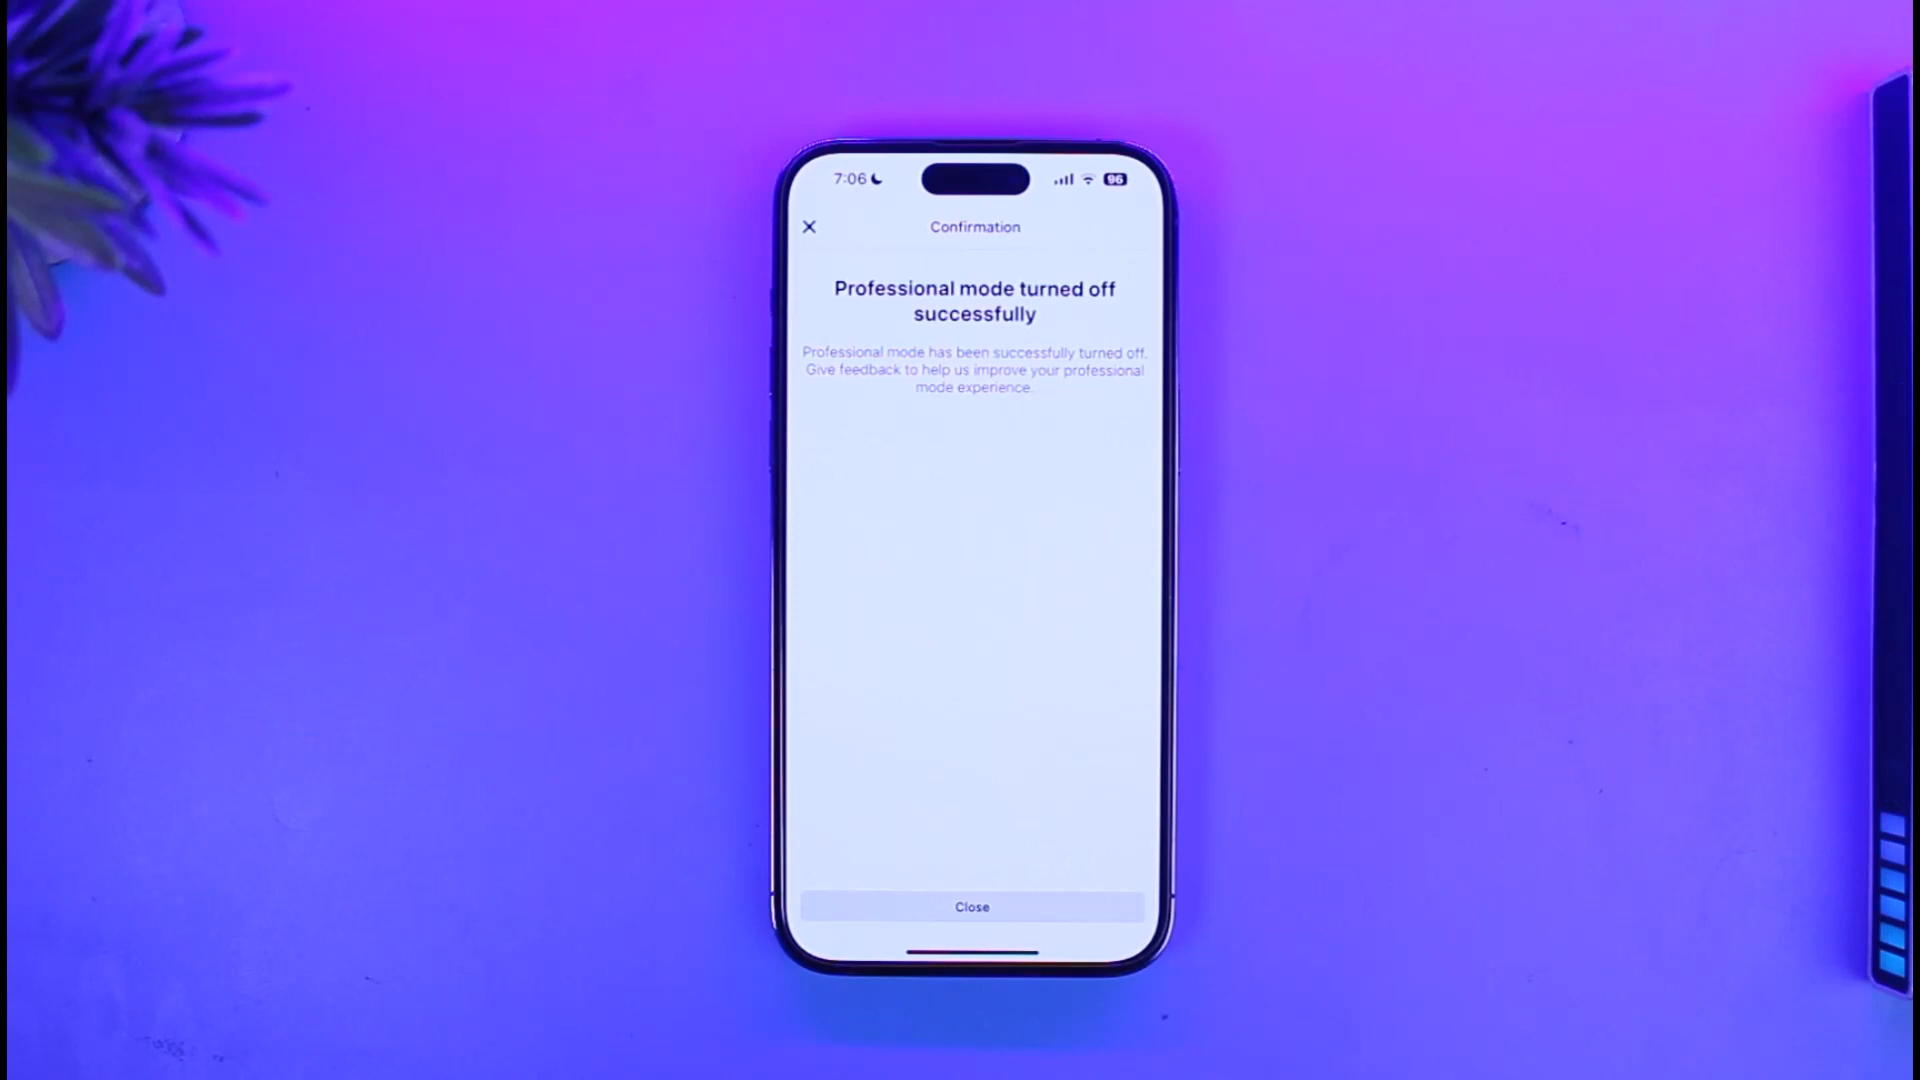 7:06
96
Confirmation
Professional mode turned off
successfully
Professional mode has been successfully turned off.
Give feedback to help us improve your professional
mode experience.
Close